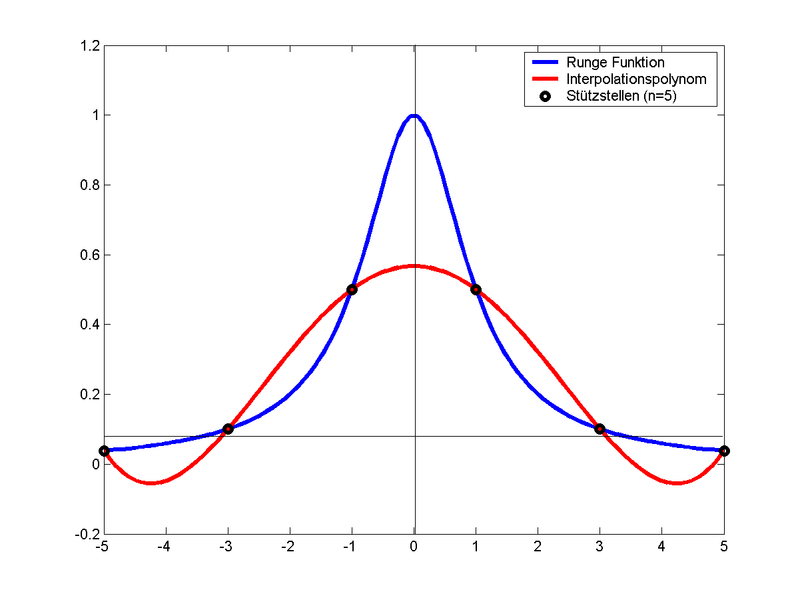 1.2
Runge Funktion
Interpolationspolynom
Stützstellen (n=5)
1
0.8
0.6
0.4
0.2
0
-0.2
-5 -4 -3 -2 -1 0 1 2 3 4 5